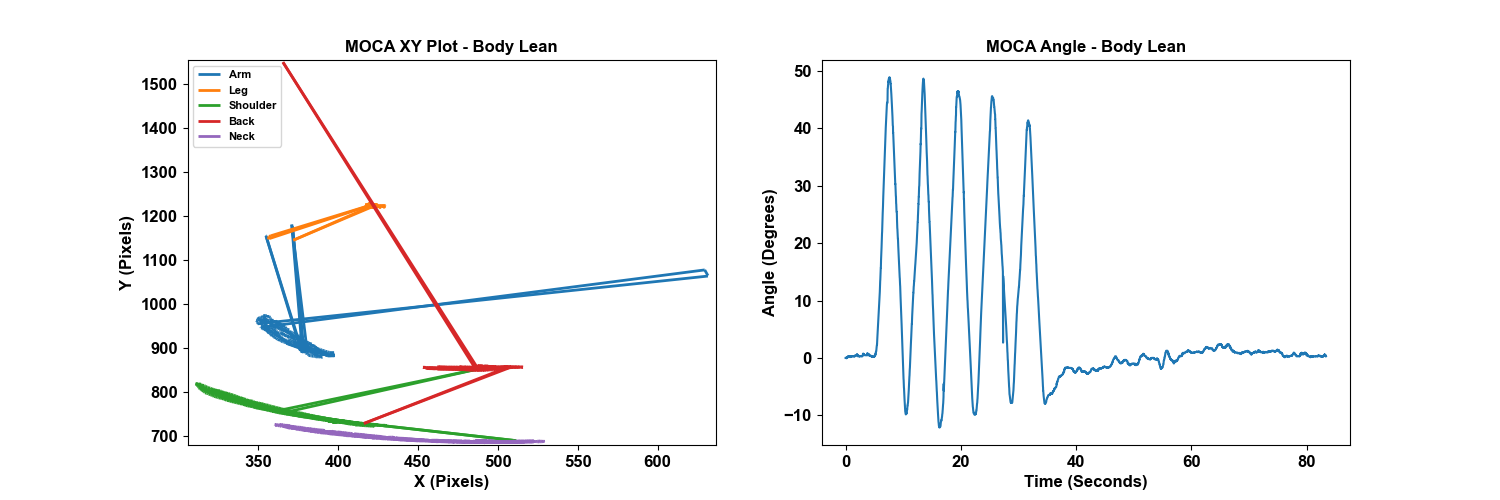 MOCA XY Plot - Body Lean
Arm
Leg
Shoulder
Back
Neck
1500
1400
1300
1200
1100
1000
900
800
700
Y (Pixels)
350 400 450 500 550 600
X (Pixels)
MOCA Angle - Body Lean
50
40
30
20
10
0
−10
Angle (Degrees)
0 20 40 60 80
Time (Seconds)